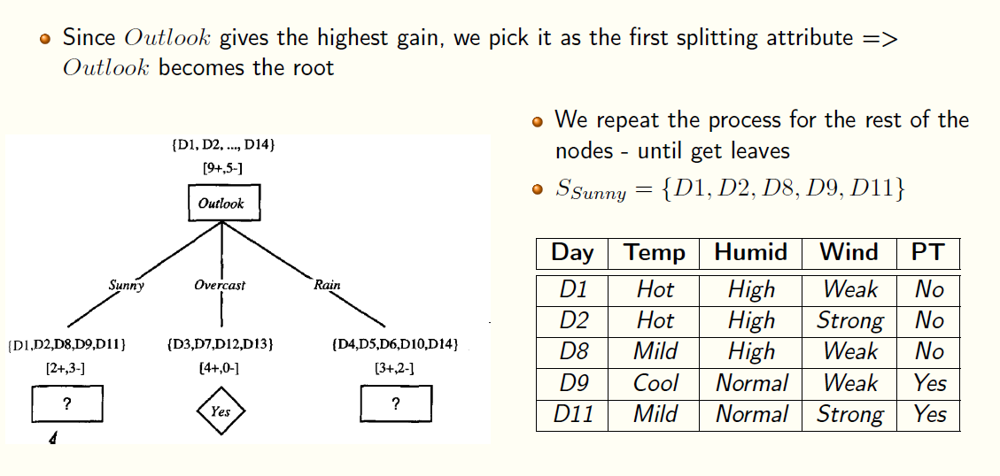 Since Outlook gives the highest gain, we pick it as the first splitting attribute =>
Outlook becomes the root
{D1, D2, ..., D14}
[9+,5-]
Outlook
Sunny Overcast Rain
{D1,D2,D8,D9,D11} {D3,D7,D12,D13} {D4,D5,D6,D10,D14}
[2+,3-] [4+,0-] [3+,2-]
? Yes ?
We repeat the process for the rest of the
nodes - until get leaves
S_Sunny = {D1, D2, D8, D9, D11}
Day Temp Humid Wind PT
D1 Hot High Weak No
D2 Hot High Strong No
D8 Mild High Weak No
D9 Cool Normal Weak Yes
D11 Mild Normal Strong Yes